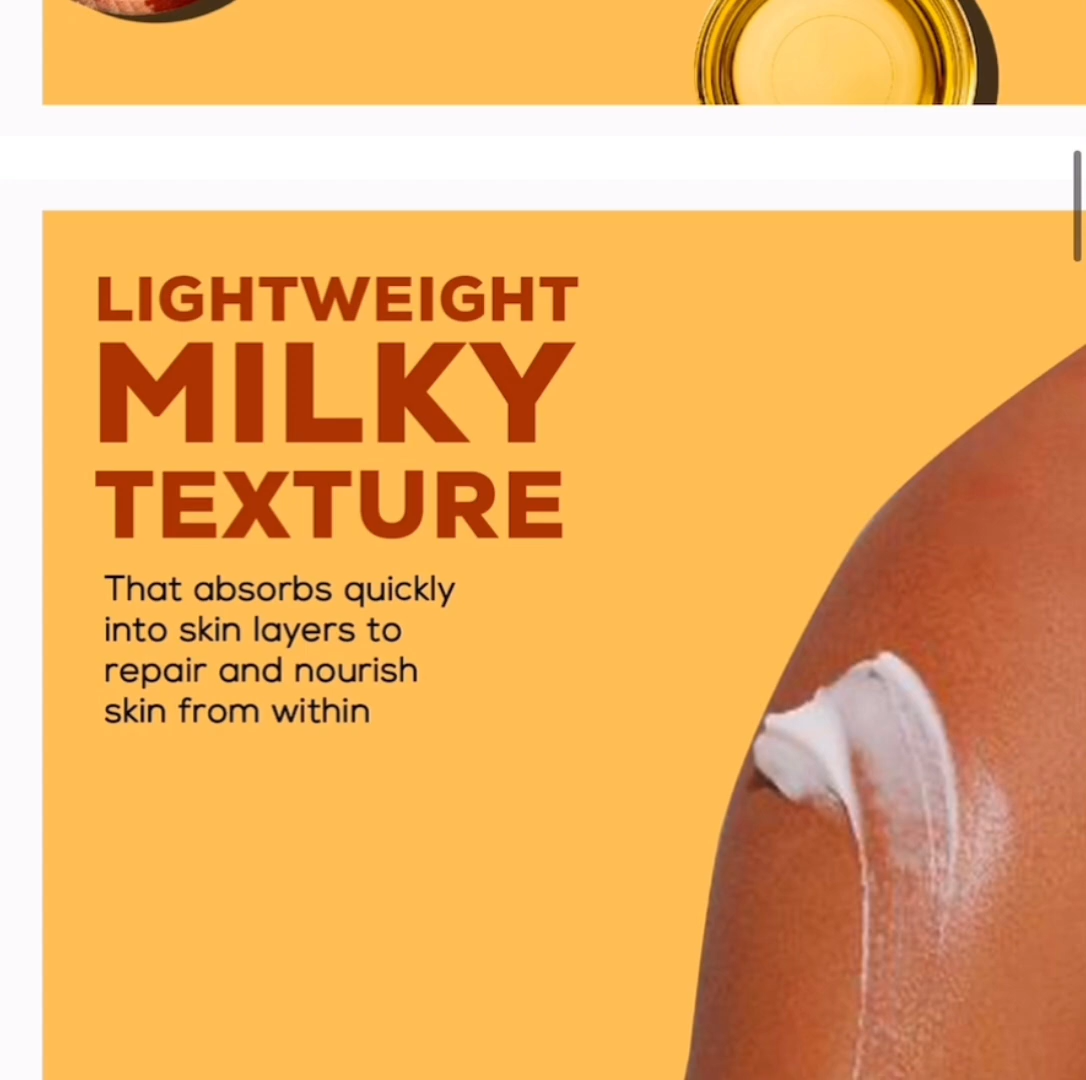 LIGHTWEIGHT
MILKY
TEXTURE
That absorbs quickly
into skin layers to
repair and nourish
skin from within